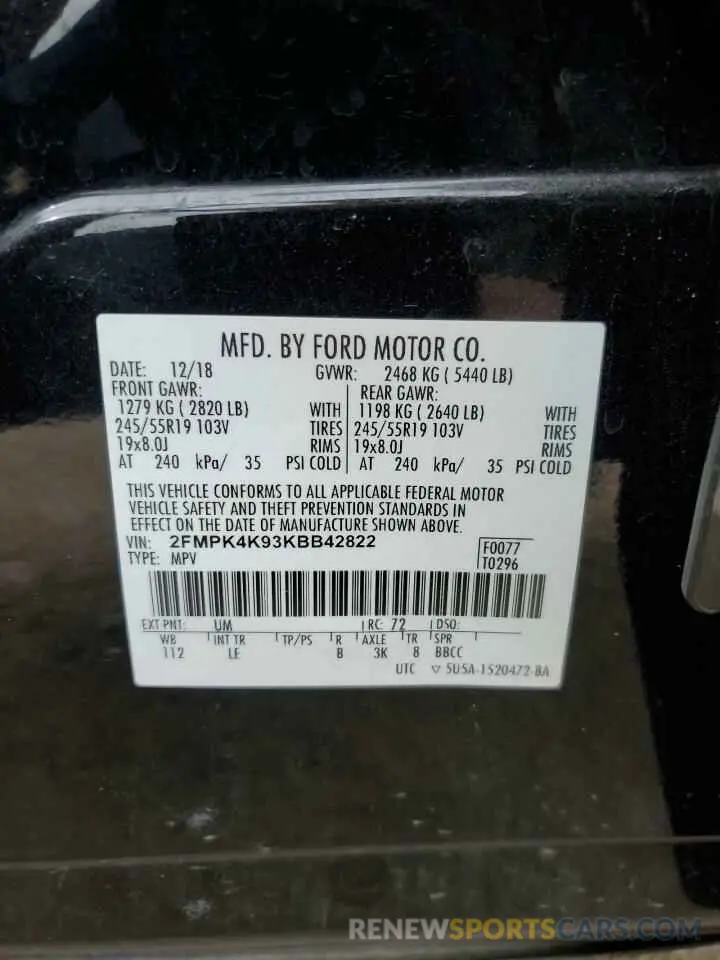 MFD. BY FORD MOTOR CO.
DATE: 12/18 GVWR: 2468 KG ( 5440 LB)
FRONT GAWR: REAR GAWR:
1279 KG ( 2820 LB) WITH 1198 KG ( 2640 LB) WITH
245/55R19 103V TIRES 245/55R19 103V TIRES
19x8.0J RIMS 19x8.0J RIMS
AT 240 kPa/ 35 PSI COLD AT 240 kPa/ 35 PSI COLD
THIS VEHICLE CONFORMS TO ALL APPLICABLE FEDERAL MOTOR
VEHICLE SAFETY AND THEFT PREVENTION STANDARDS IN
EFFECT ON THE DATE OF MANUFACTURE SHOWN ABOVE.
VIN: 2FMPK4K93KBB42822 F0077
TYPE: MPV T0296
EXT PNT: UM RC: 72 DSO:
WB INT TR TP/PS R AXLE TR SPR
112 LE B 3K 8 BBCC
UTC ▽ 5U5A-1520472-BA
RENEWSPORTSCARS.COM